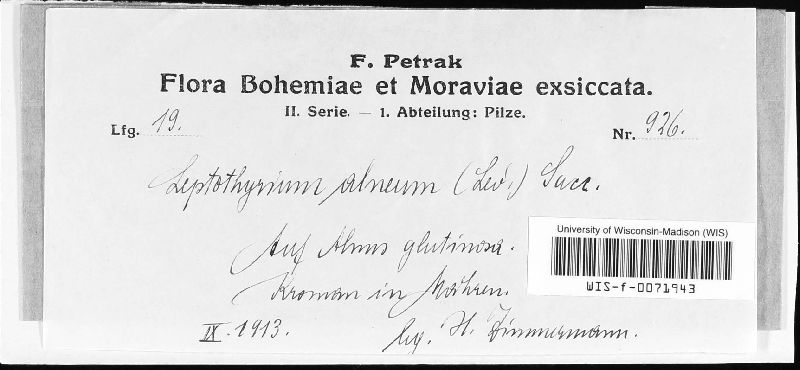 F. Petrak
Flora Bohemiae et Moraviae exsiccata.
II. Serie. — 1. Abteilung: Pilze.
Lfg. 19.
Nr. 926.
Leptothyrium alneum (Lév.) Sacc.
Auf Alnus glutinosa.
Kroman in Mähren.
IX. 1913.
leg. H. Zimmermann.
University of Wisconsin-Madison (WIS)
WIS-f-0071943